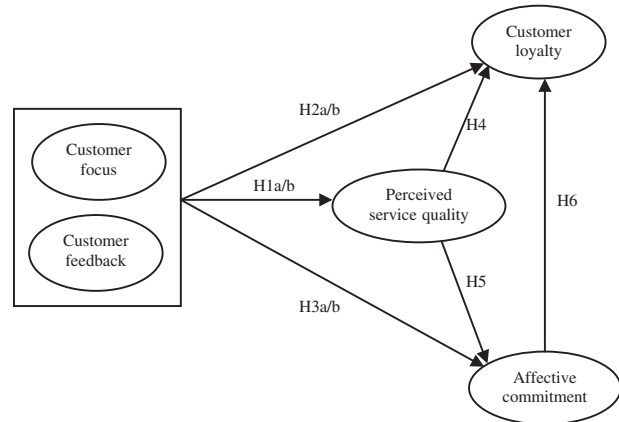 Customer
loyalty
H2a/b
H4
Customer
focus
H1a/b
Perceived
service quality
H6
Customer
feedback
H5
H3a/b
Affective
commitment